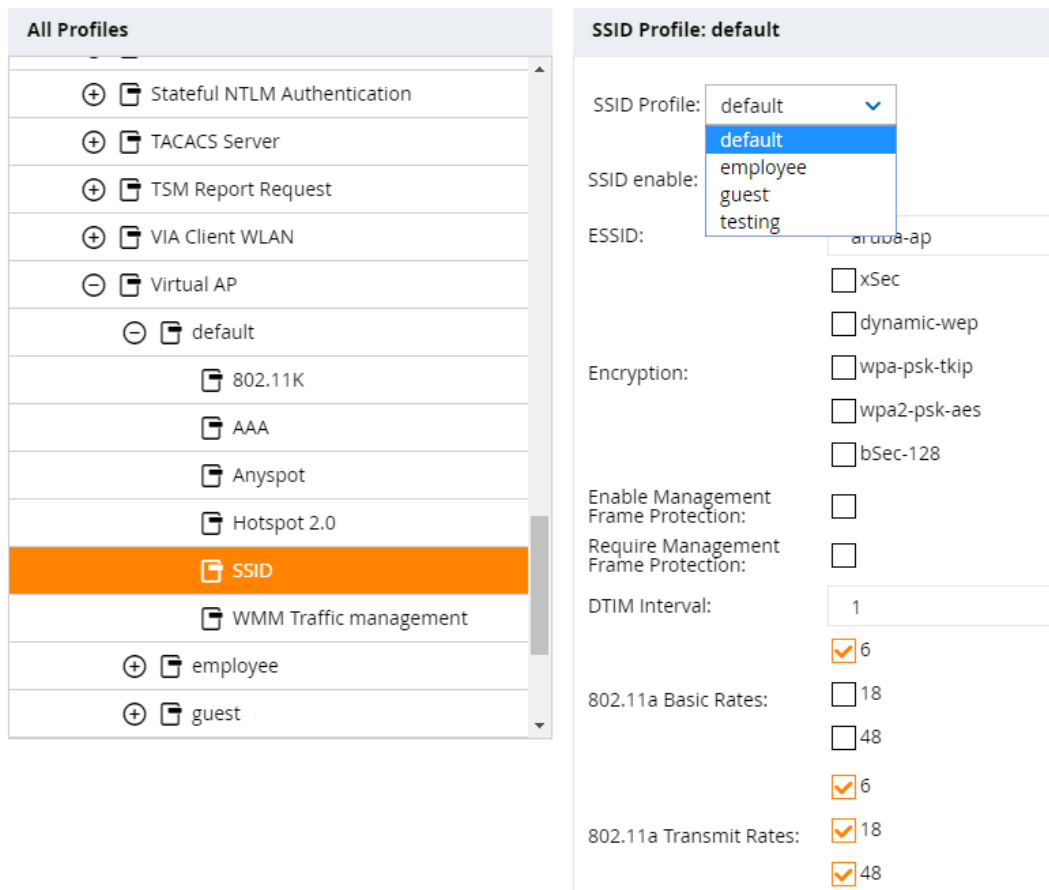 All Profiles
Stateful NTLM Authentication
TACACS Server
TSM Report Request
VIA Client WLAN
Virtual AP
default
802.11K
AAA
Anyspot
Hotspot 2.0
SSID
WMM Traffic management
employee
guest
SSID Profile: default
SSID Profile: default
default
employee
SSID enable:
guest
testing
ESSID: aruba-ap
xSec
dynamic-wep
Encryption: wpa-psk-tkip
wpa2-psk-aes
bSec-128
Enable Management
Frame Protection:
Require Management
Frame Protection:
DTIM Interval: 1
6
802.11a Basic Rates: 18
48
6
802.11a Transmit Rates: 18
48